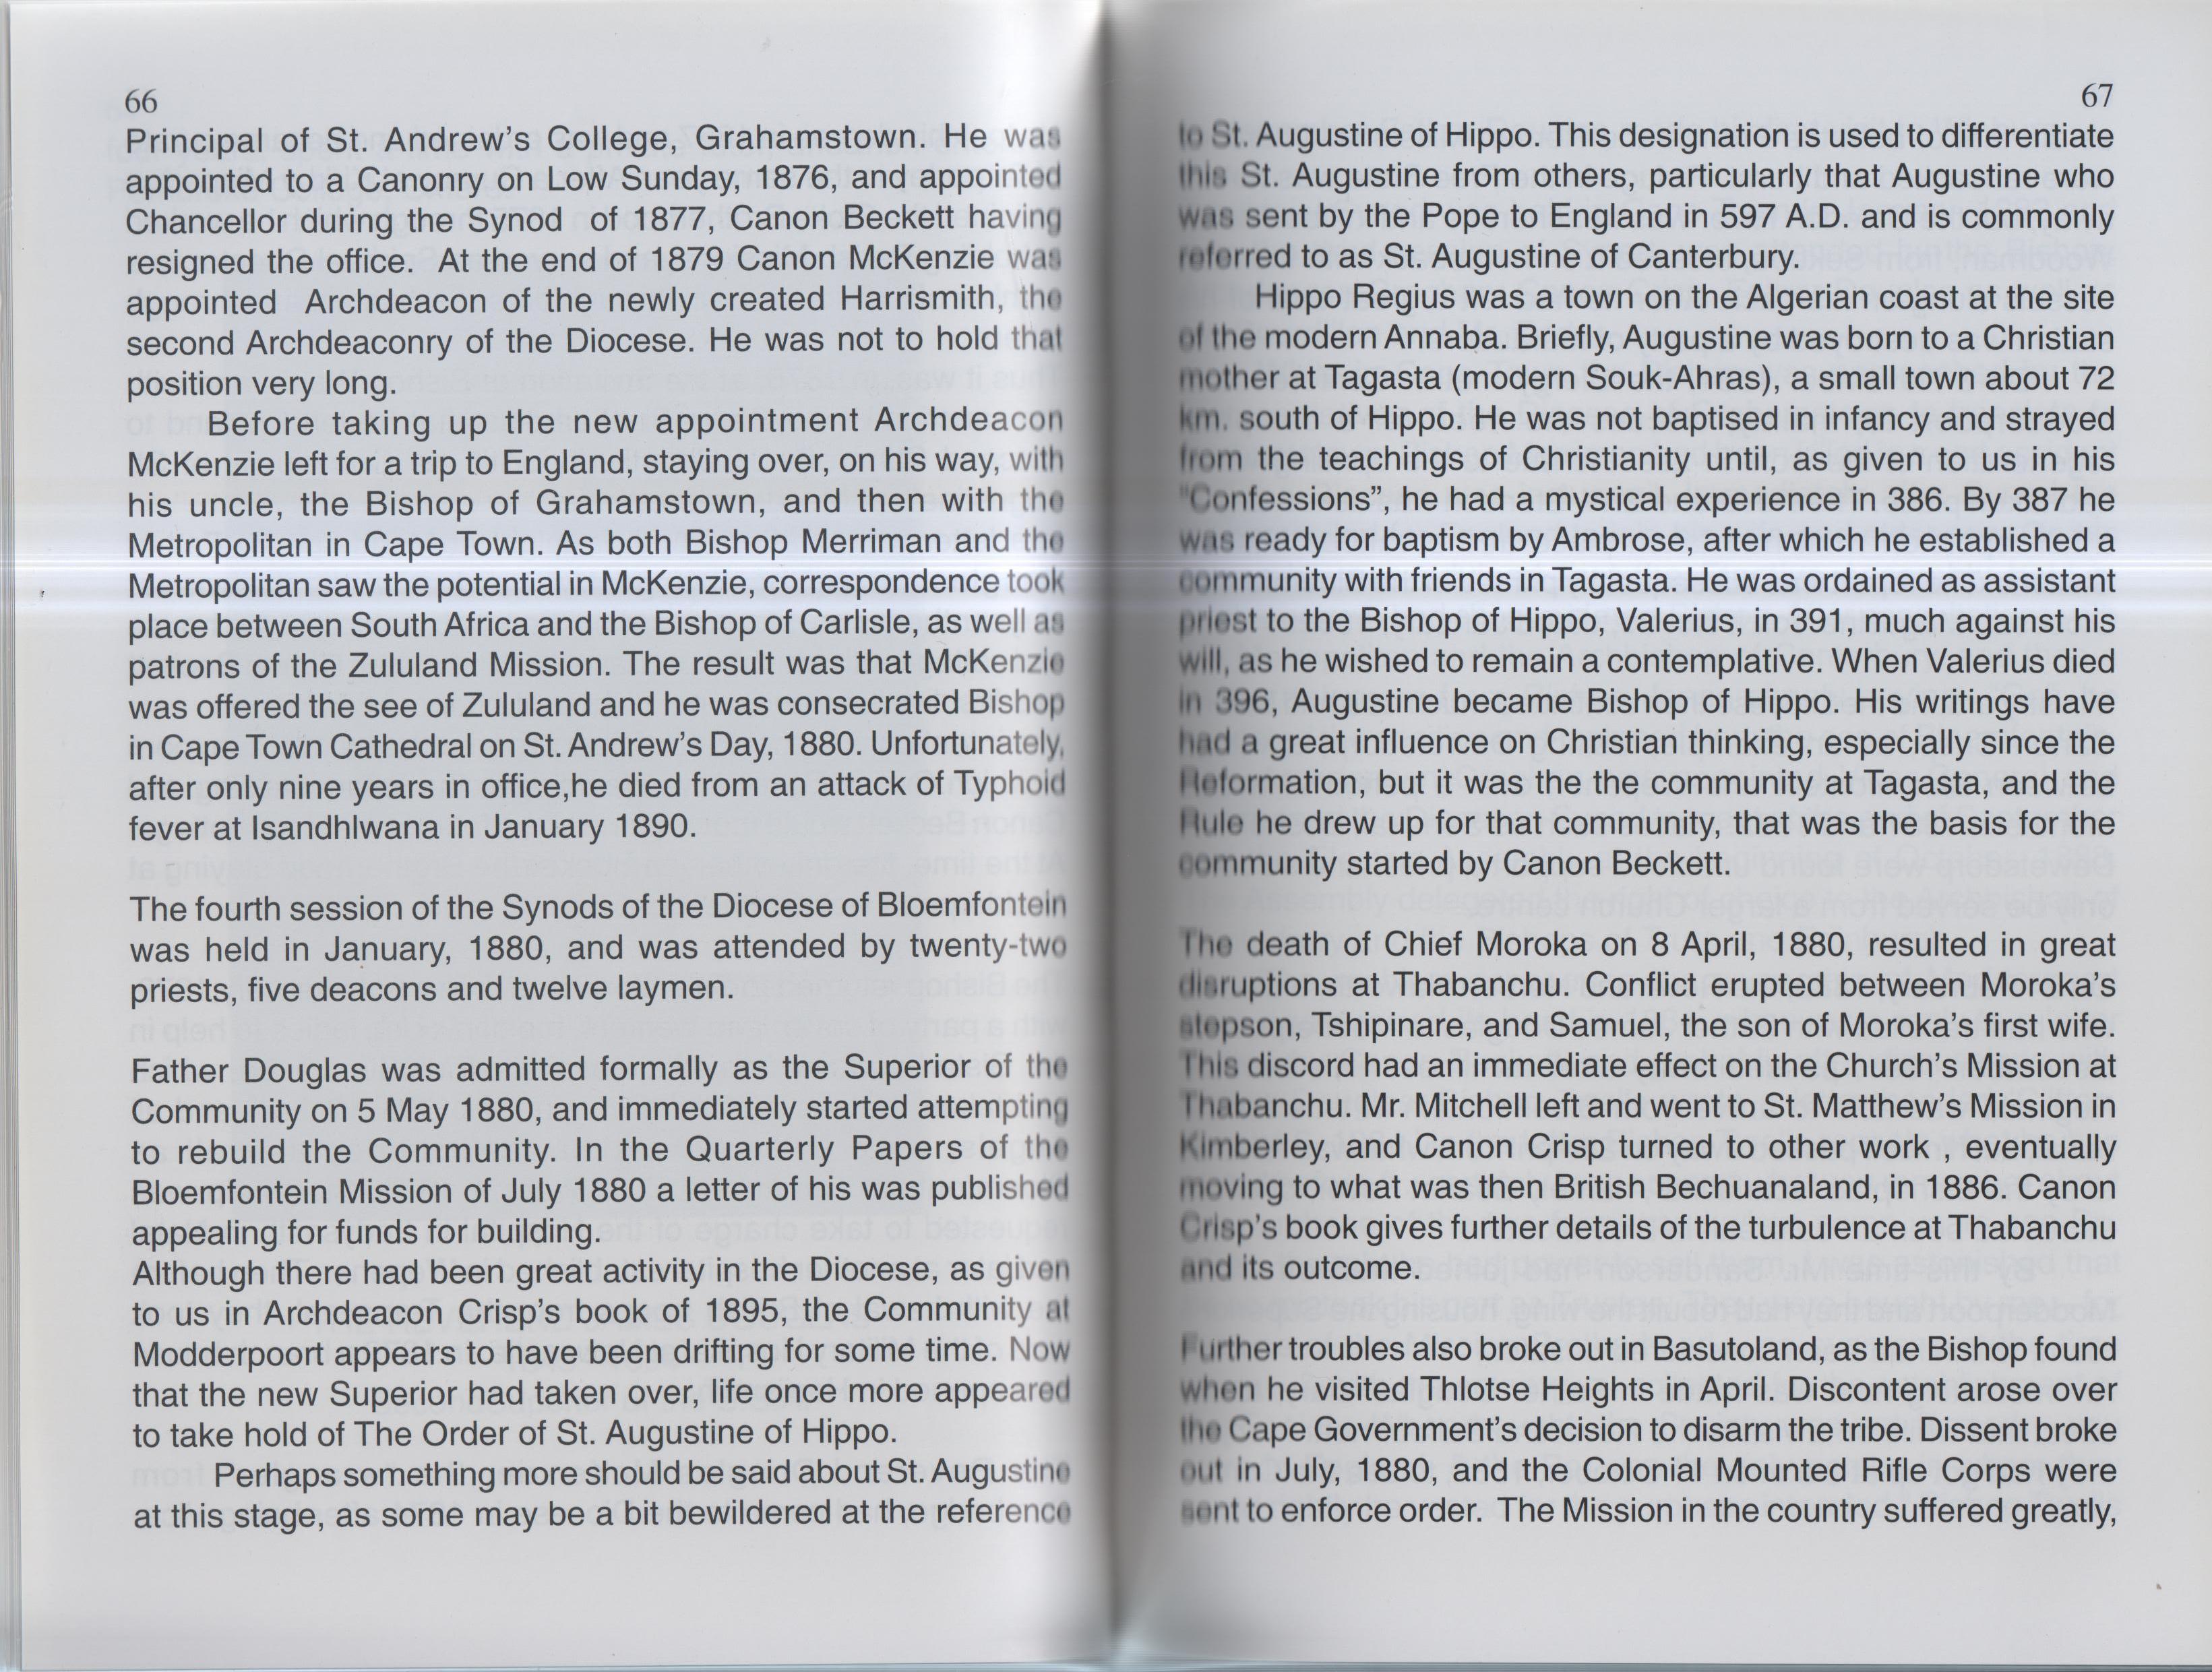 66
Principal of St. Andrew's College, Grahamstown. He was
appointed to a Canonry on Low Sunday, 1876, and appointed
Chancellor during the Synod of 1877, Canon Beckett having
resigned the office. At the end of 1879 Canon McKenzie was
appointed Archdeacon of the newly created Harrismith, the
second Archdeaconry of the Diocese. He was not to hold that
position very long.
Before taking up the new appointment Archdeacon
McKenzie left for a trip to England, staying over, on his way, with
his uncle, the Bishop of Grahamstown, and then with the
Metropolitan in Cape Town. As both Bishop Merriman and the
Metropolitan saw the potential in McKenzie, correspondence took
place between South Africa and the Bishop of Carlisle, as well as
patrons of the Zululand Mission. The result was that McKenzie
was offered the see of Zululand and he was consecrated Bishop
in Cape Town Cathedral on St. Andrew's Day, 1880. Unfortunately,
after only nine years in office,he died from an attack of Typhoid
fever at Isandhlwana in January 1890.
The fourth session of the Synods of the Diocese of Bloemfontein
was held in January, 1880, and was attended by twenty-two
priests, five deacons and twelve laymen.
Father Douglas was admitted formally as the Superior of the
Community on 5 May 1880, and immediately started attempting
to rebuild the Community. In the Quarterly Papers of the
Bloemfontein Mission of July 1880 a letter of his was published
appealing for funds for building.
Although there had been great activity in the Diocese, as given
to us in Archdeacon Crisp's book of 1895, the Community at
Modderpoort appears to have been drifting for some time. Now
that the new Superior had taken over, life once more appeared
to take hold of The Order of St. Augustine of Hippo.
Perhaps something more should be said about St. Augustine
at this stage, as some may be a bit bewildered at the reference
67
to St. Augustine of Hippo. This designation is used to differentiate
this St. Augustine from others, particularly that Augustine who
was sent by the Pope to England in 597 A.D. and is commonly
referred to as St. Augustine of Canterbury.
Hippo Regius was a town on the Algerian coast at the site
of the modern Annaba. Briefly, Augustine was born to a Christian
mother at Tagasta (modern Souk-Ahras), a small town about 72
km. south of Hippo. He was not baptised in infancy and strayed
from the teachings of Christianity until, as given to us in his
"Confessions", he had a mystical experience in 386. By 387 he
was ready for baptism by Ambrose, after which he established a
community with friends in Tagasta. He was ordained as assistant
priest to the Bishop of Hippo, Valerius, in 391, much against his
will, as he wished to remain a contemplative. When Valerius died
in 396, Augustine became Bishop of Hippo. His writings have
had a great influence on Christian thinking, especially since the
Reformation, but it was the the community at Tagasta, and the
Rule he drew up for that community, that was the basis for the
community started by Canon Beckett.
The death of Chief Moroka on 8 April, 1880, resulted in great
disruptions at Thabanchu. Conflict erupted between Moroka's
stepson, Tshipinare, and Samuel, the son of Moroka's first wife.
This discord had an immediate effect on the Church's Mission at
Thabanchu. Mr. Mitchell left and went to St. Matthew's Mission in
Kimberley, and Canon Crisp turned to other work , eventually
moving to what was then British Bechuanaland, in 1886. Canon
Crisp's book gives further details of the turbulence at Thabanchu
and its outcome.
Further troubles also broke out in Basutoland, as the Bishop found
when he visited Thlotse Heights in April. Discontent arose over
the Cape Government's decision to disarm the tribe. Dissent broke
out in July, 1880, and the Colonial Mounted Rifle Corps were
sent to enforce order. The Mission in the country suffered greatly,